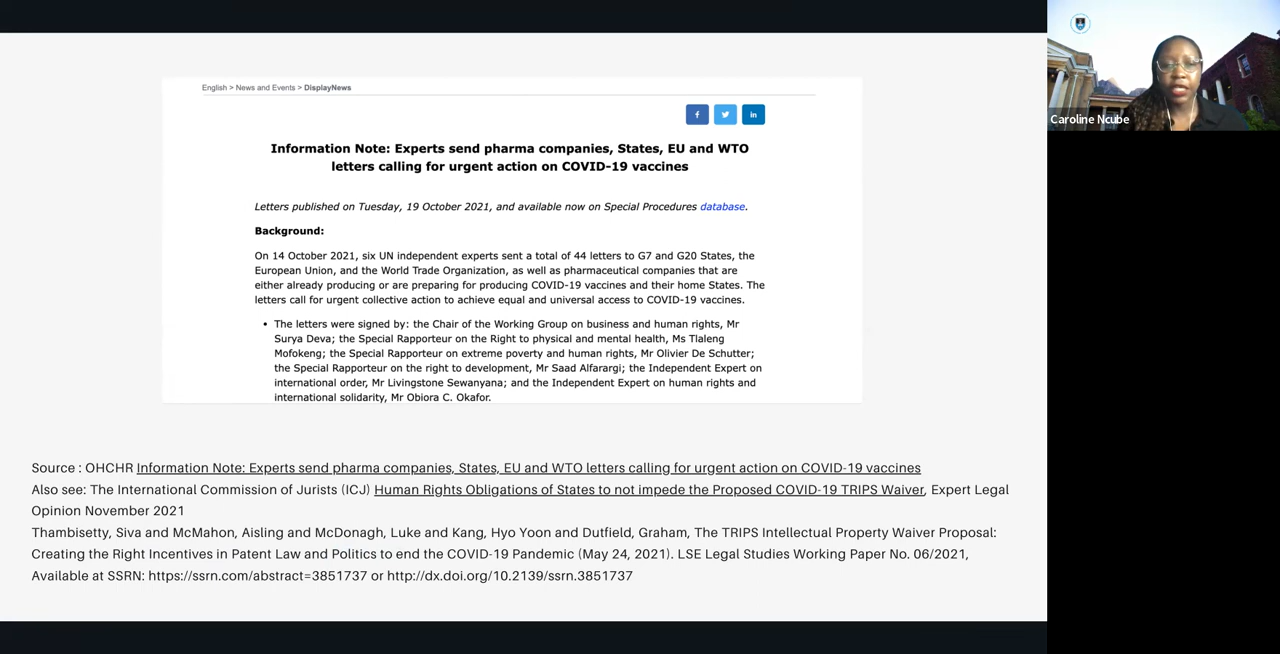 English > News and Events > DisplayNews
Information Note: Experts send pharma companies, States, EU and WTO
letters calling for urgent action on COVID-19 vaccines
Letters published on Tuesday, 19 October 2021, and available now on Special Procedures database.
Background:
On 14 October 2021, six UN independent experts sent a total of 44 letters to G7 and G20 States, the
European Union, and the World Trade Organization, as well as pharmaceutical companies that are
either already producing or are preparing for producing COVID-19 vaccines and their home States. The
letters call for urgent collective action to achieve equal and universal access to COVID-19 vaccines.
• The letters were signed by: the Chair of the Working Group on business and human rights, Mr
Surya Deva; the Special Rapporteur on the Right to physical and mental health, Ms Tlaleng
Mofokeng; the Special Rapporteur on extreme poverty and human rights, Mr Olivier De Schutter;
the Special Rapporteur on the right to development, Mr Saad Alfarargi; the Independent Expert on
international order, Mr Livingstone Sewanyana; and the Independent Expert on human rights and
international solidarity, Mr Obiora C. Okafor.
Source : OHCHR Information Note: Experts send pharma companies, States, EU and WTO letters calling for urgent action on COVID-19 vaccines
Also see: The International Commission of Jurists (ICJ) Human Rights Obligations of States to not impede the Proposed COVID-19 TRIPS Waiver, Expert Legal
Opinion November 2021
Thambisetty, Siva and McMahon, Aisling and McDonagh, Luke and Kang, Hyo Yoon and Dutfield, Graham, The TRIPS Intellectual Property Waiver Proposal:
Creating the Right Incentives in Patent Law and Politics to end the COVID-19 Pandemic (May 24, 2021). LSE Legal Studies Working Paper No. 06/2021,
Available at SSRN: https://ssrn.com/abstract=3851737 or http://dx.doi.org/10.2139/ssrn.3851737
Caroline Ncube